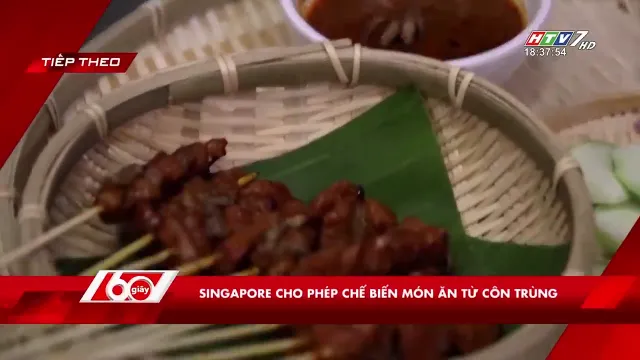 TIẾP THEO
HTV7 HD
18:37:54
60 giây
SINGAPORE CHO PHÉP CHẾ BIẾN MÓN ĂN TỪ CÔN TRÙNG